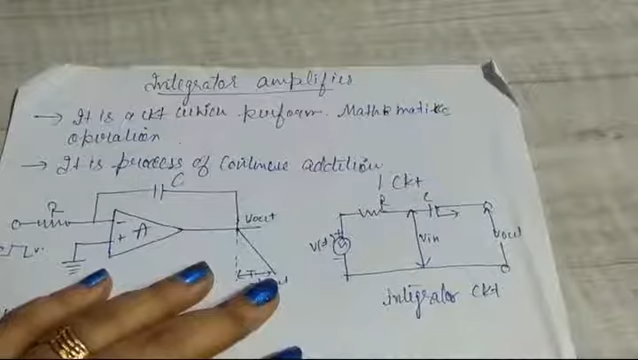 Integrator amplifier
→ It is a ckt which perform Mathematic
operation
→ It is process of continue addition
C
R
Vout
-
+ A
1 Ckt
R C
Vin
Vout
Integrator Ckt